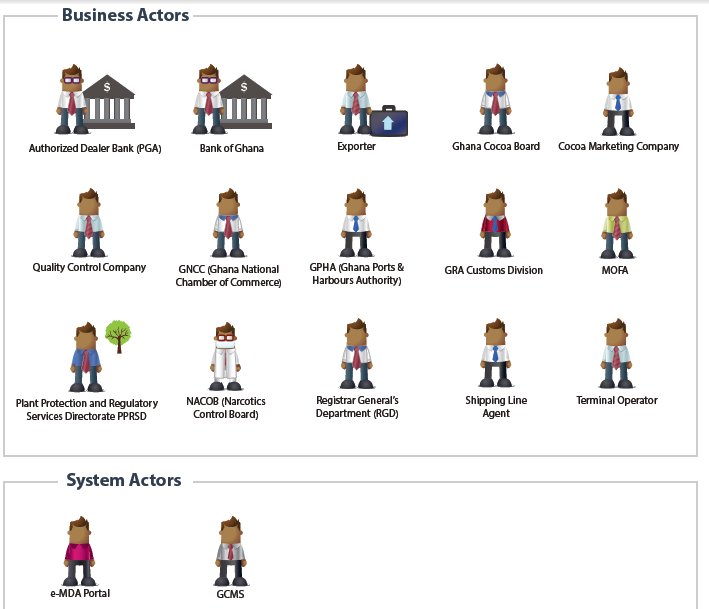 Business Actors
$
$
Authorized Dealer Bank (PGA)
Bank of Ghana
Exporter
Ghana Cocoa Board
Cocoa Marketing Company
Quality Control Company
GNCC (Ghana National
Chamber of Commerce)
GPHA (Ghana Ports &
Harbours Authority)
GRA Customs Division
MOFA
Plant Protection and Regulatory
Services Directorate PPRSD
NACOB (Narcotics
Control Board)
Registrar General's
Department (RGD)
Shipping Line
Agent
Terminal Operator
System Actors
e-MDA Portal
GCMS